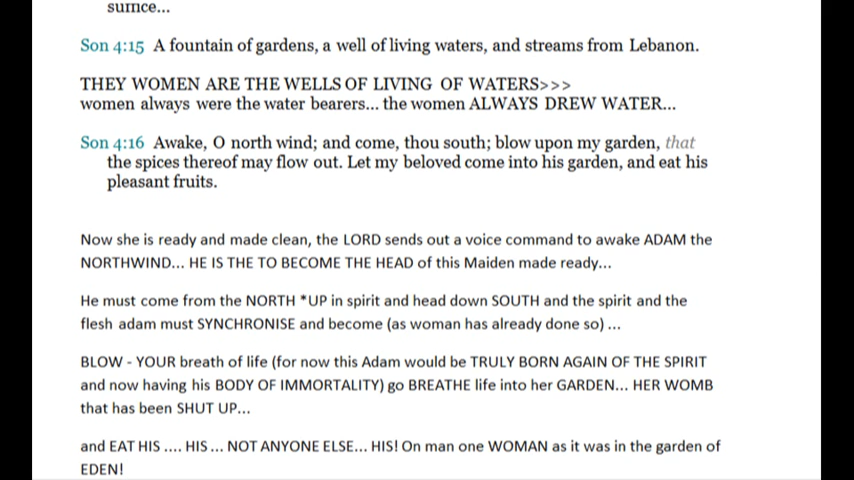 surnce...
Son 4:15 A fountain of gardens, a well of living waters, and streams from Lebanon.
THEY WOMEN ARE THE WELLS OF LIVING OF WATERS>>>
women always were the water bearers... the women ALWAYS DREW WATER...
Son 4:16 Awake, O north wind; and come, thou south; blow upon my garden, that
the spices thereof may flow out. Let my beloved come into his garden, and eat his
pleasant fruits.
Now she is ready and made clean, the LORD sends out a voice command to awake ADAM the
NORTHWIND... HE IS THE TO BECOME THE HEAD of this Maiden made ready...
He must come from the NORTH *UP in spirit and head down SOUTH and the spirit and the
flesh adam must SYNCHRONISE and become (as woman has already done so) ...
BLOW - YOUR breath of life (for now this Adam would be TRULY BORN AGAIN OF THE SPIRIT
and now having his BODY OF IMMORTALITY) go BREATHE life into her GARDEN... HER WOMB
that has been SHUT UP...
and EAT HIS .... HIS ... NOT ANYONE ELSE... HIS! On man one WOMAN as it was in the garden of
EDEN!